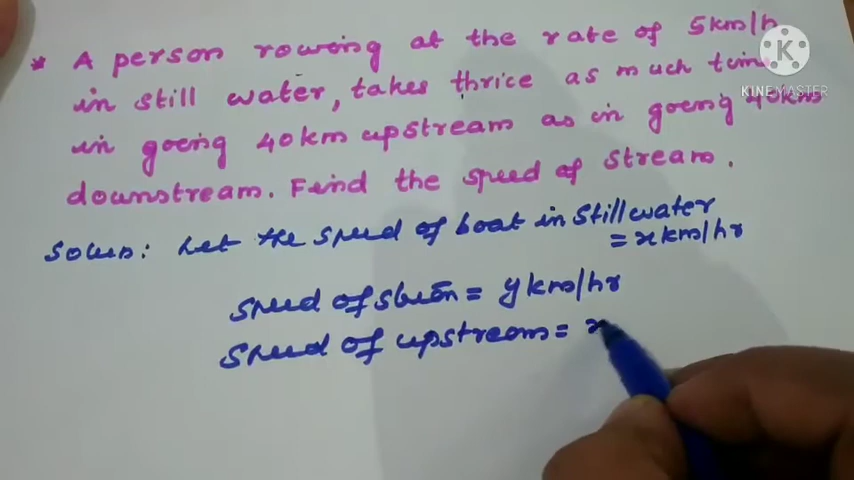 * A person rowing at the rate of 5km/h
in still water, takes thrice as much time
in going 40km upstream as in going 40km
downstream. Find the speed of stream.
Solun: Let the speed of boat in still water
= x km/hr
Speed of stream = y km/hr
Speed of upstream = x
KINEMASTER